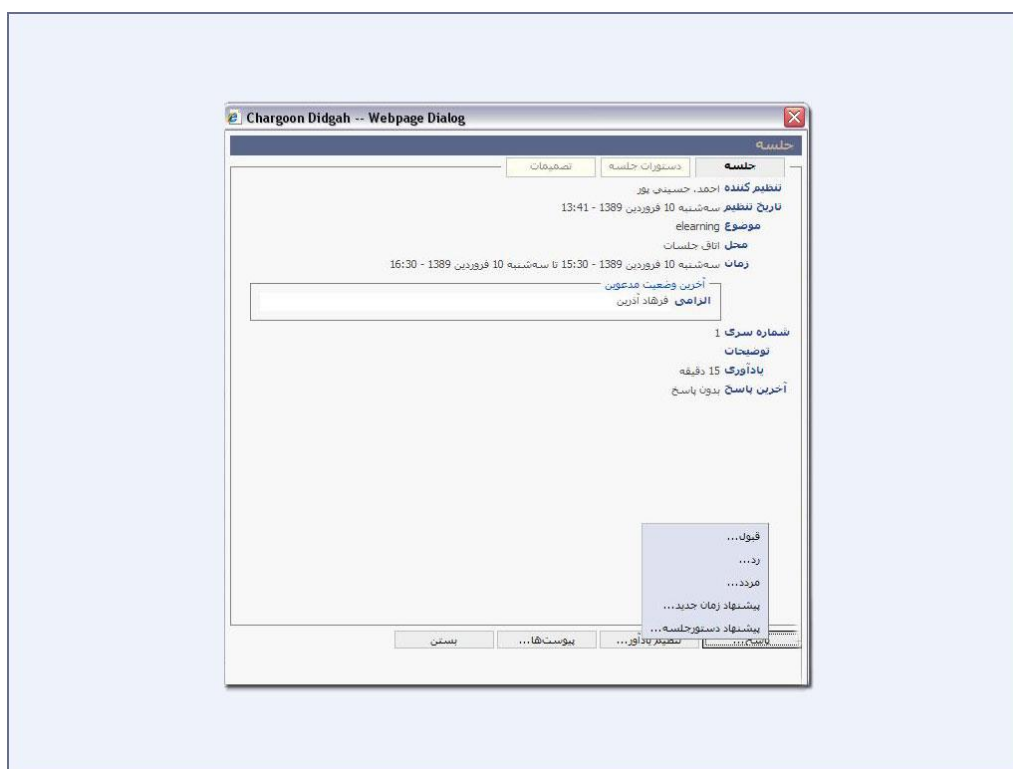 Chargoon Didgah -- Webpage Dialog
جلسه
جلسه دستورات جلسه تصمیمات
تنظیم کننده احمد، حسینی پور
تاریخ تنظیم سه‌شنبه 10 فروردین 1389 - 13:41
موضوع elearning
محل اتاق جلسات
زمان سه‌شنبه 10 فروردین 1389 - 15:30 تا سه‌شنبه 10 فروردین 1389 - 16:30
آخرین وضعیت مدعوین
الزامی فرهاد آذرین
شماره سری 1
توضیحات
یادآوری 15 دقیقه
آخرین پاسخ بدون پاسخ
قبول...
رد...
مردد...
پیشنهاد زمان جدید...
پیشنهاد دستورجلسه...
پاسخ... تنظیم یادآور... پیوست‌ها... بستن